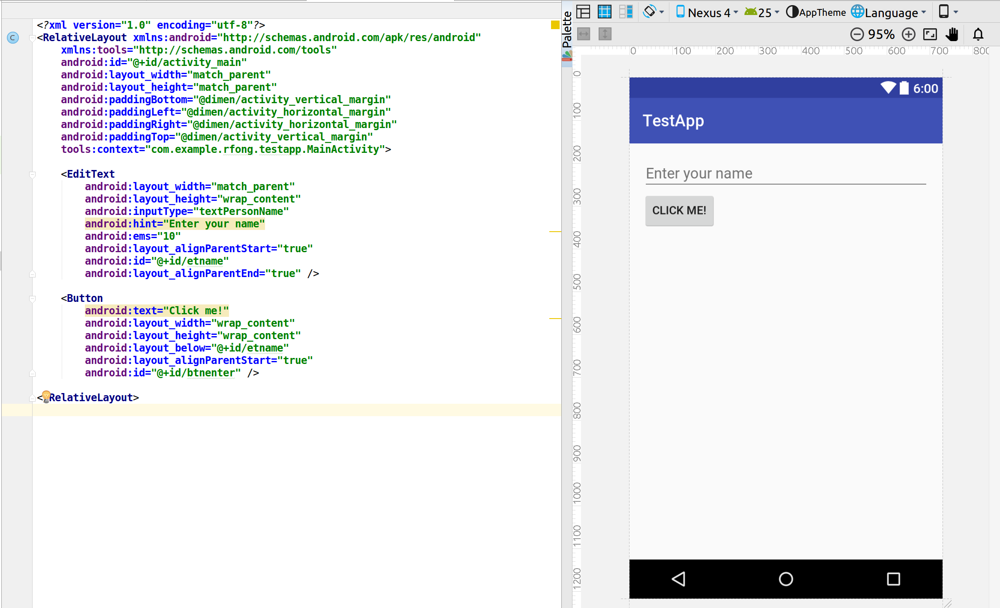 <?xml version="1.0" encoding="utf-8"?>
<RelativeLayout xmlns:android="http://schemas.android.com/apk/res/android"
    xmlns:tools="http://schemas.android.com/tools"
    android:id="@+id/activity_main"
    android:layout_width="match_parent"
    android:layout_height="match_parent"
    android:paddingBottom="@dimen/activity_vertical_margin"
    android:paddingLeft="@dimen/activity_horizontal_margin"
    android:paddingRight="@dimen/activity_horizontal_margin"
    android:paddingTop="@dimen/activity_vertical_margin"
    tools:context="com.example.rfong.testapp.MainActivity">
    <EditText
        android:layout_width="match_parent"
        android:layout_height="wrap_content"
        android:inputType="textPersonName"
        android:hint="Enter your name"
        android:ems="10"
        android:layout_alignParentStart="true"
        android:id="@+id/etname"
        android:layout_alignParentEnd="true" />
    <Button
        android:text="Click me!"
        android:layout_width="wrap_content"
        android:layout_height="wrap_content"
        android:layout_below="@+id/etname"
        android:layout_alignParentStart="true"
        android:id="@+id/btnenter" />
<RelativeLayout>
C
Palette
Nexus 4 25 AppTheme Language
95%
0 100 200 300 400 500 600 700 800
0
100
200
300
400
500
600
700
800
900
1000
1100
1200
6:00
TestApp
Enter your name
CLICK ME!